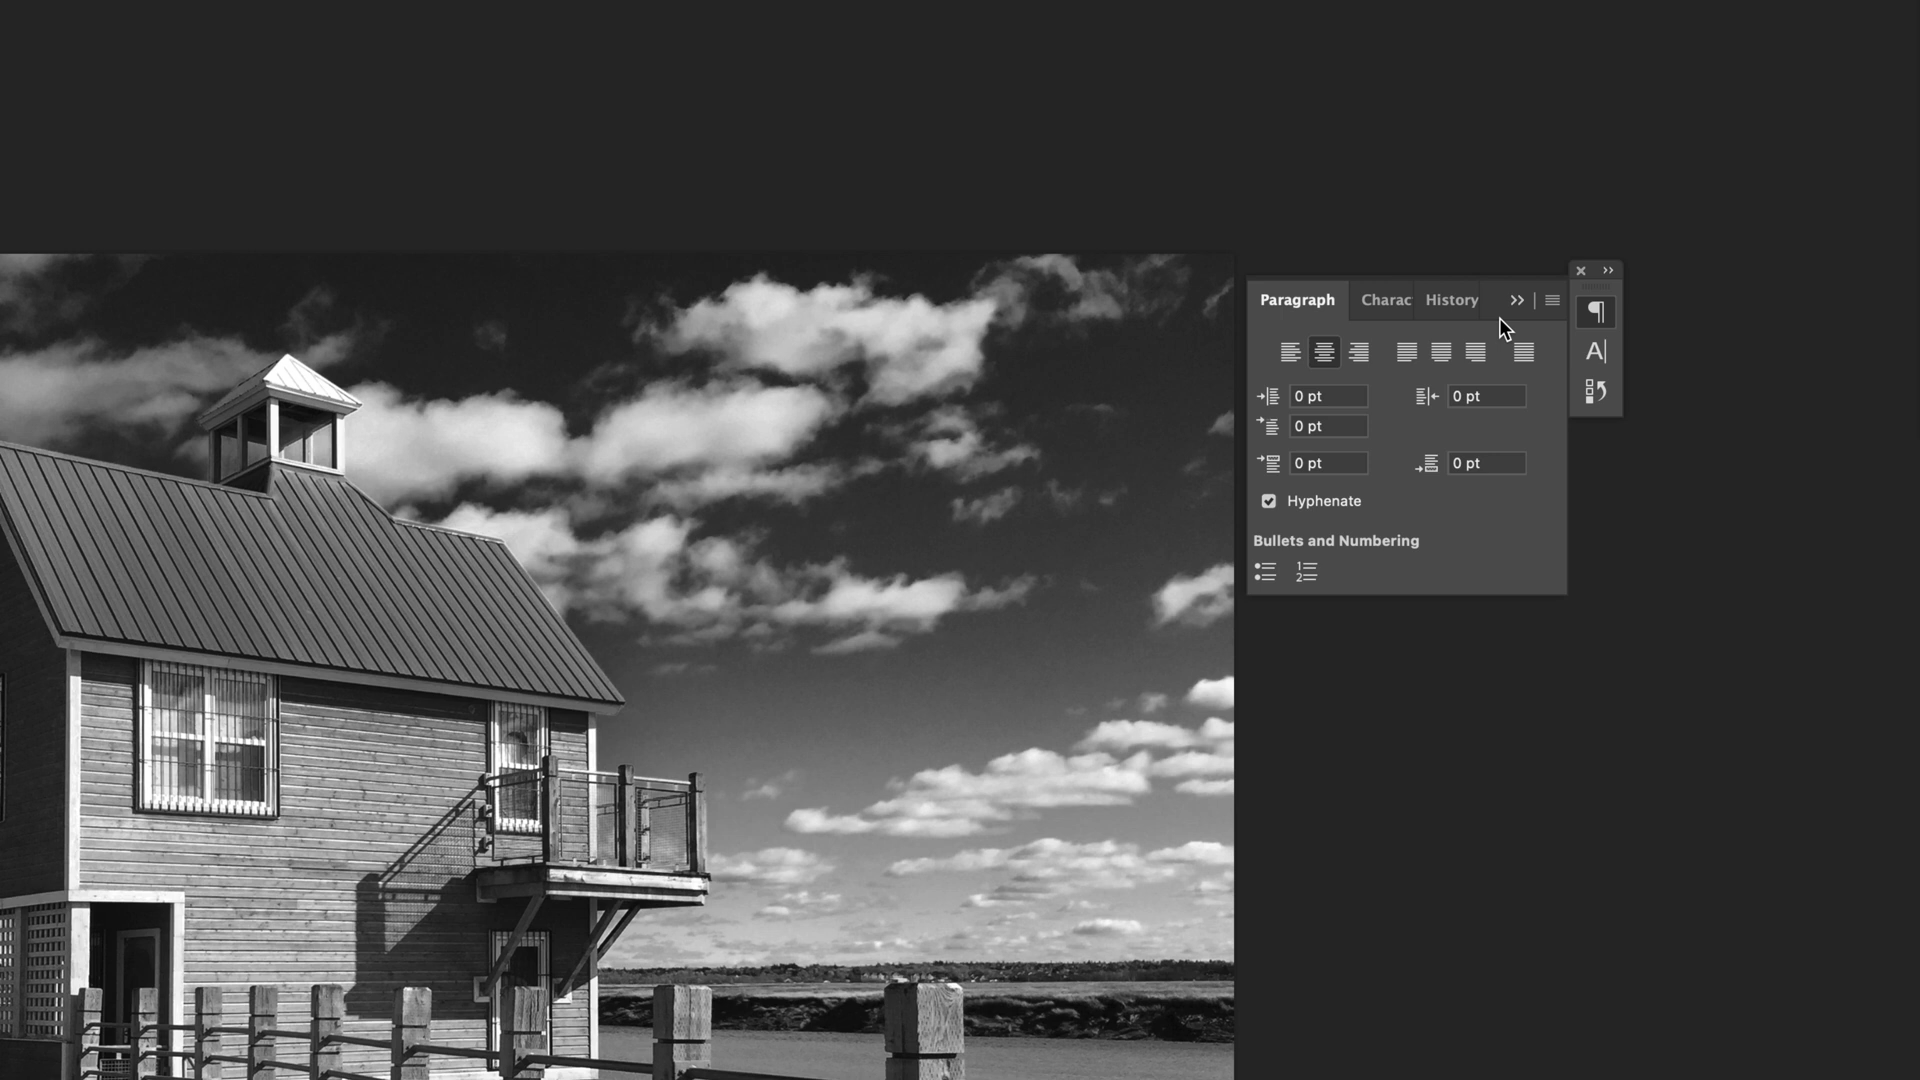 Paragraph Charac History
0 pt 0 pt
0 pt
0 pt 0 pt
Hyphenate
Bullets and Numbering